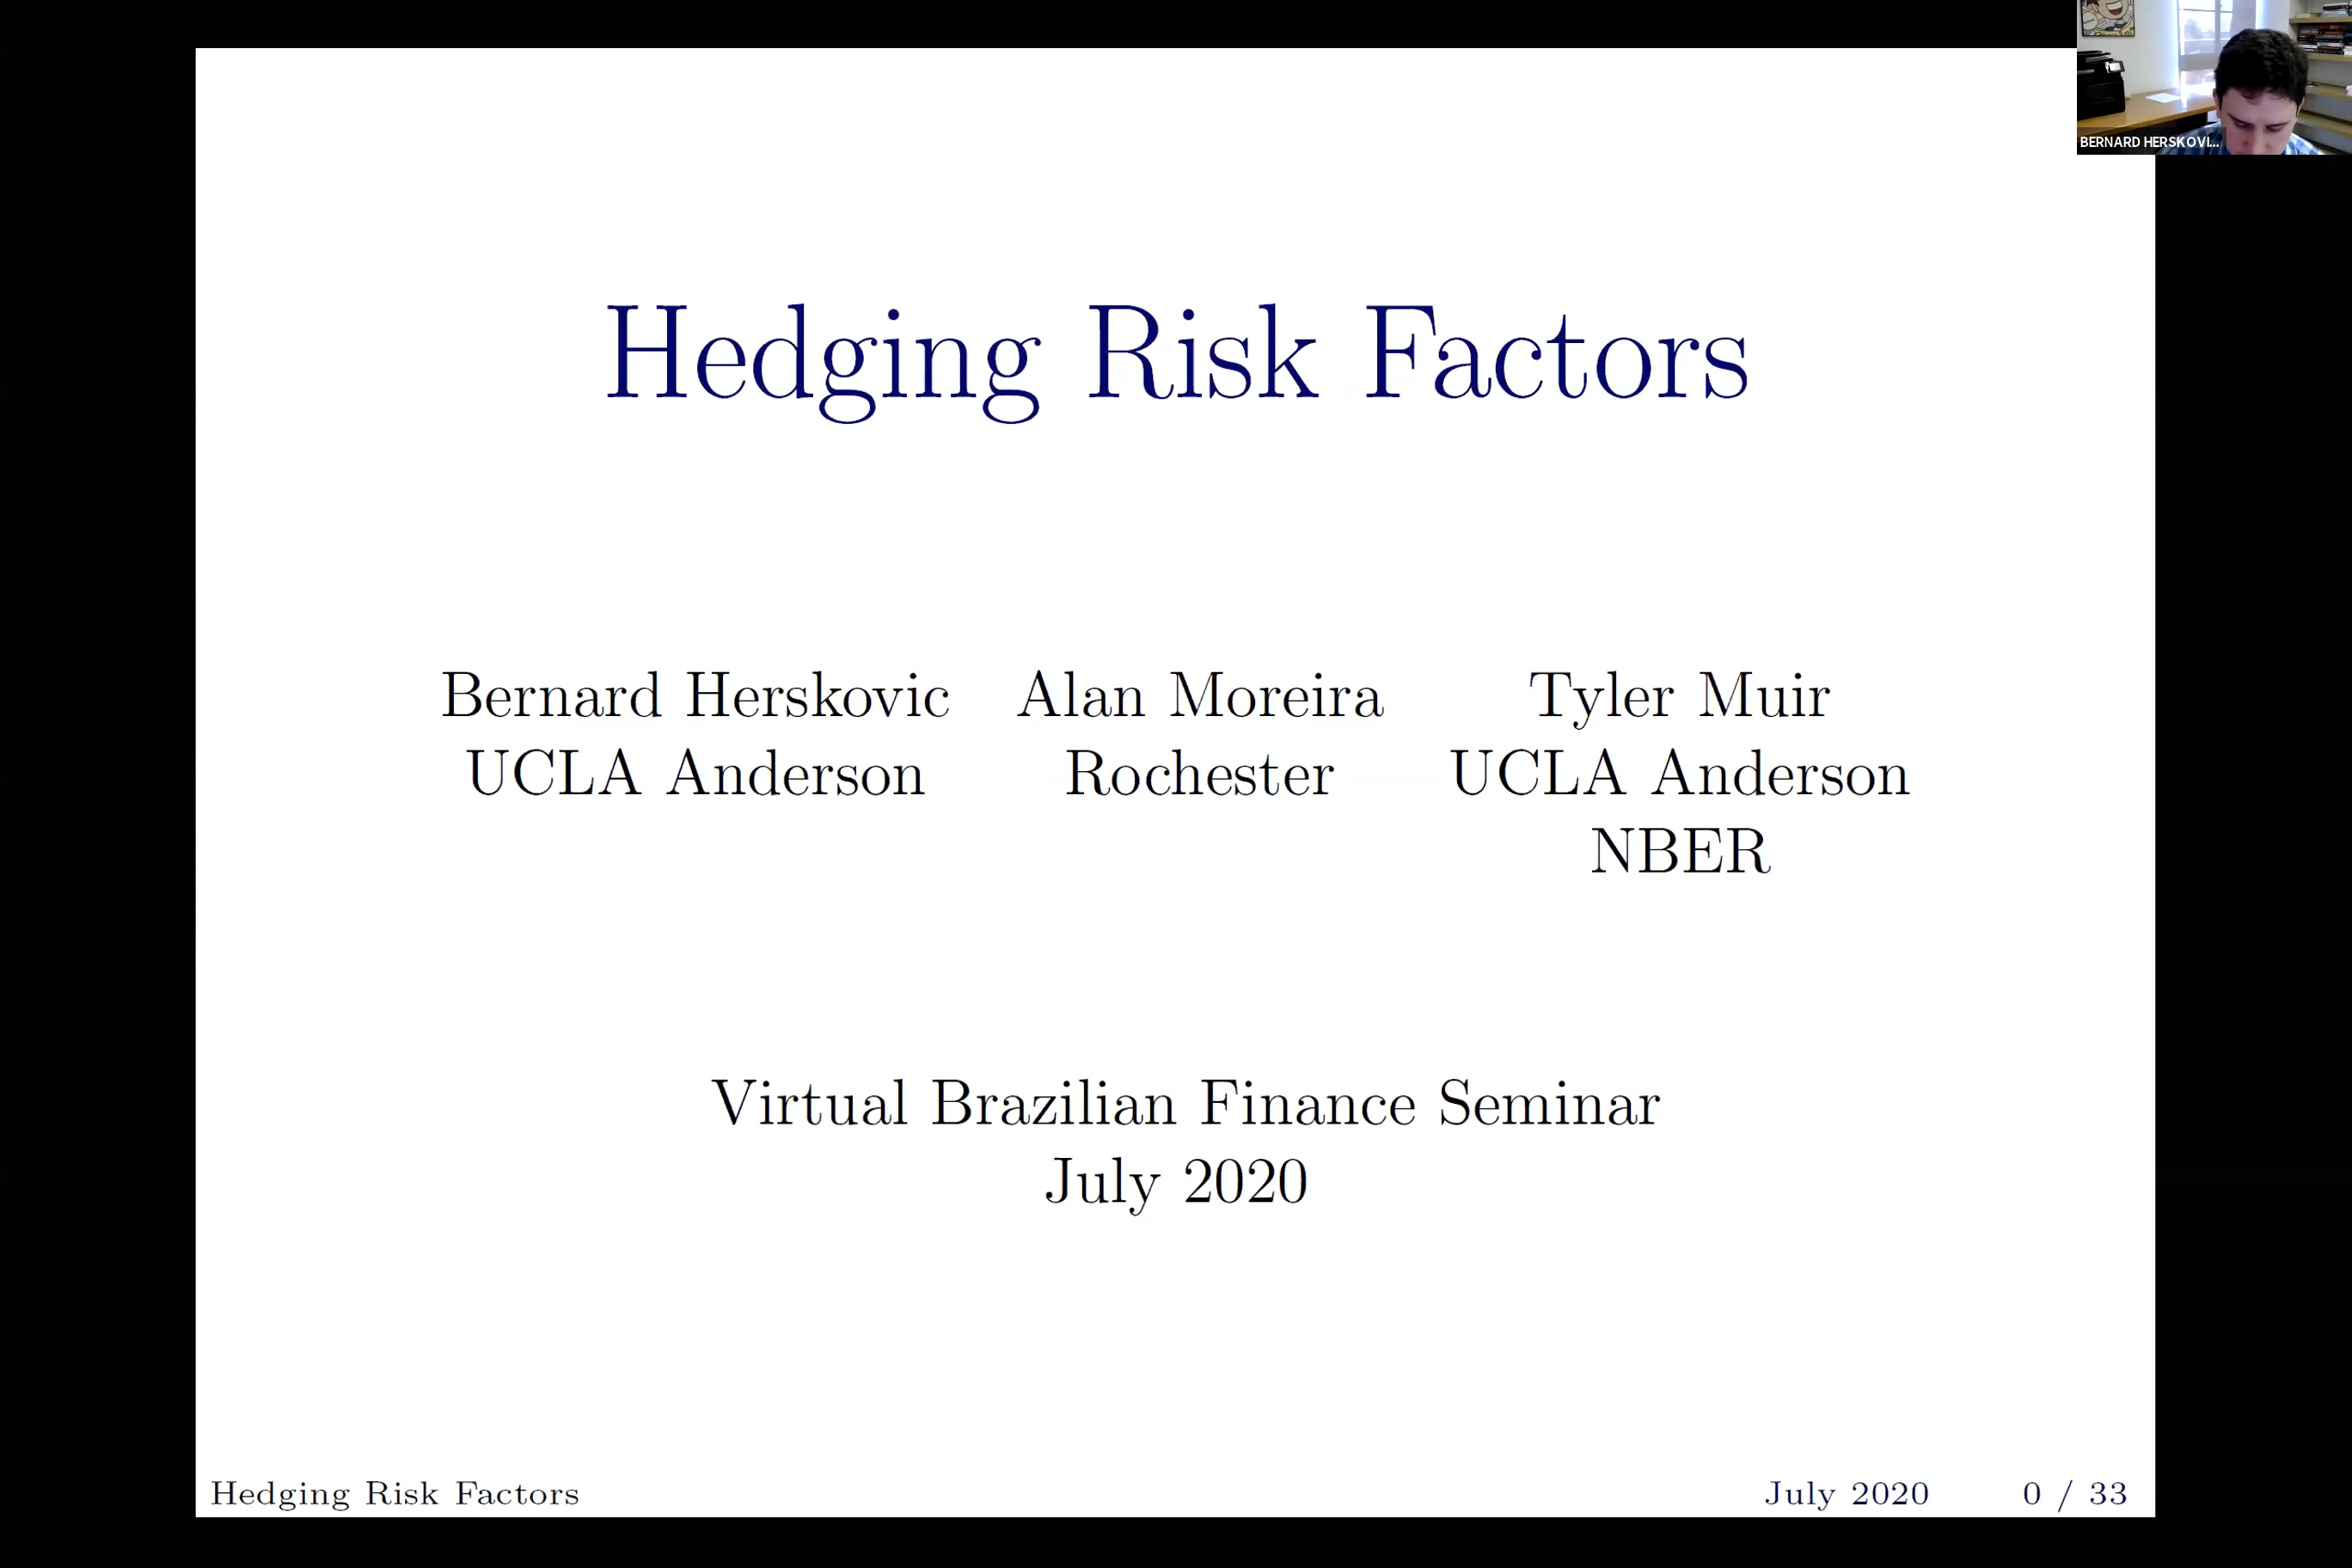 BERNARD HERSKOVI...
Hedging Risk Factors
Bernard Herskovic Alan Moreira Tyler Muir
UCLA Anderson Rochester UCLA Anderson
NBER
Virtual Brazilian Finance Seminar
July 2020
Hedging Risk Factors July 2020 0 / 33